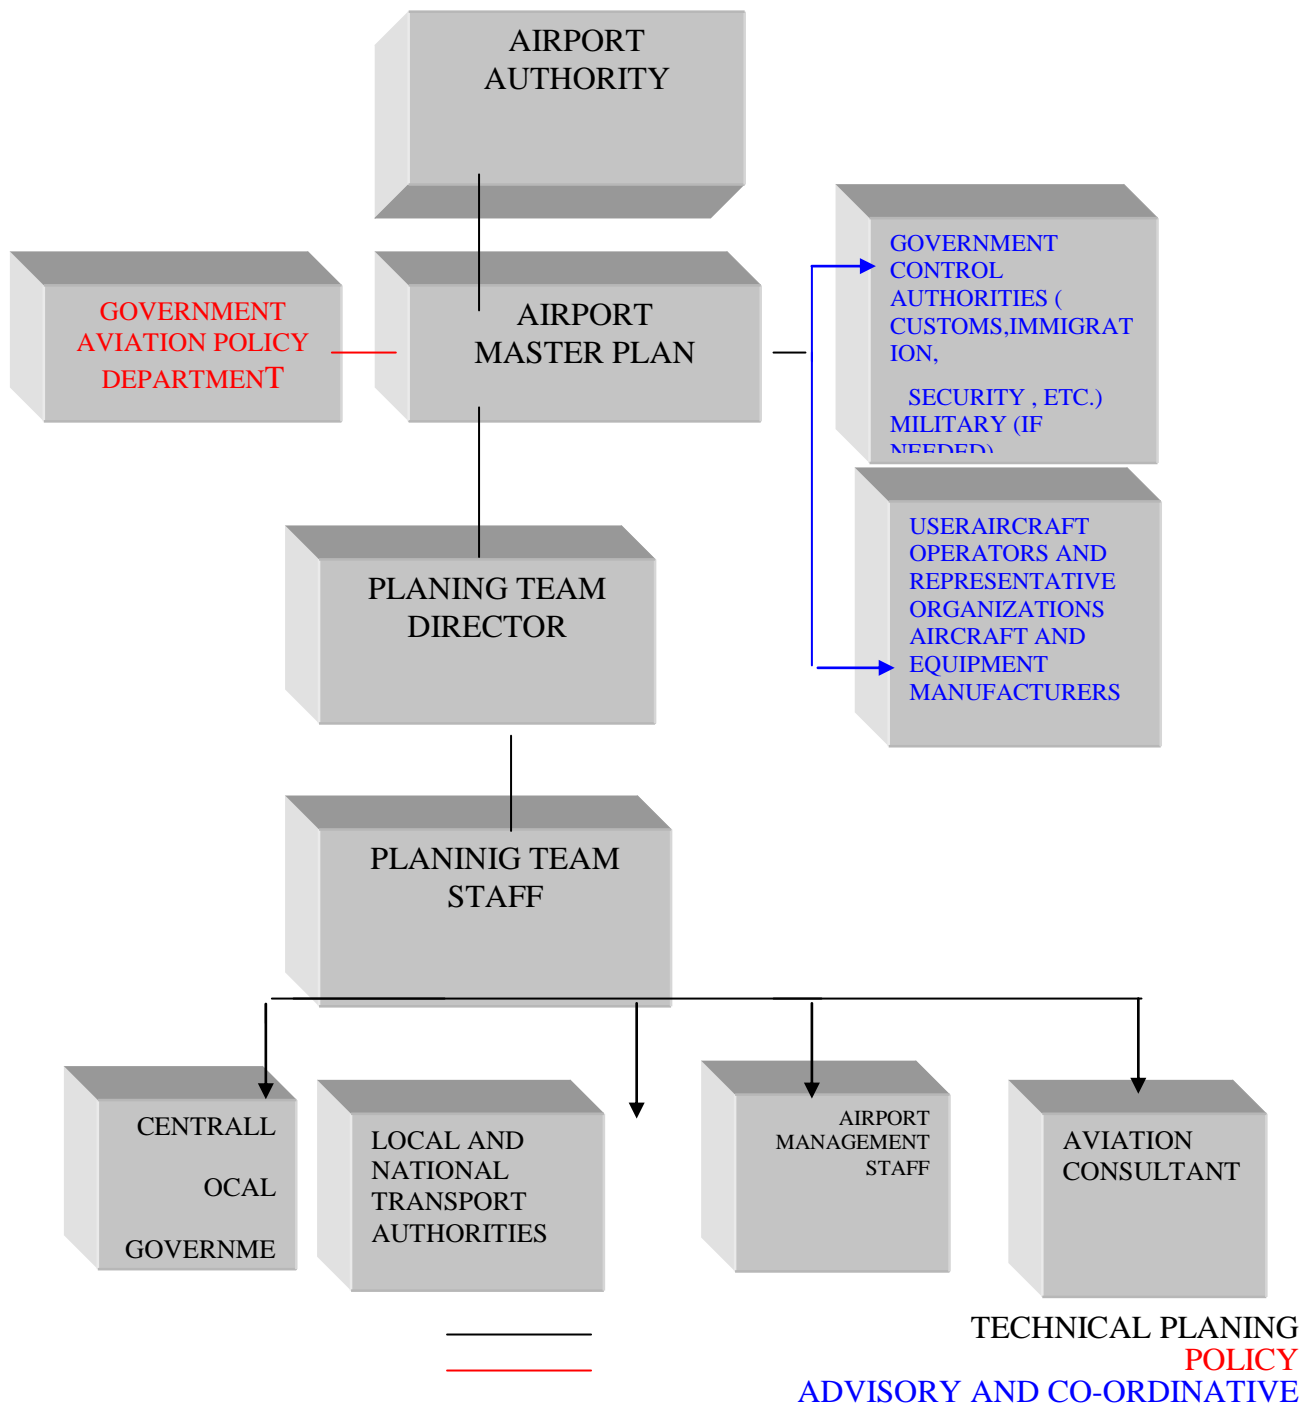 AIRPORT
AUTHORITY
GOVERNMENT
AVIATION POLICY
DEPARTMENT
AIRPORT
MASTER PLAN
GOVERNMENT
CONTROL
AUTHORITIES (
CUSTOMS,IMMIGRAT
ION,
SECURITY , ETC.)
MILITARY (IF
NEEDED)
USERAIRCRAFT
OPERATORS AND
REPRESENTATIVE
ORGANIZATIONS
AIRCRAFT AND
EQUIPMENT
MANUFACTURERS
PLANING TEAM
DIRECTOR
PLANINIG TEAM
STAFF
CENTRALL
OCAL
GOVERNME
LOCAL AND
NATIONAL
TRANSPORT
AUTHORITIES
AIRPORT
MANAGEMENT
STAFF
AVIATION
CONSULTANT
TECHNICAL PLANING
POLICY
ADVISORY AND CO-ORDINATIVE